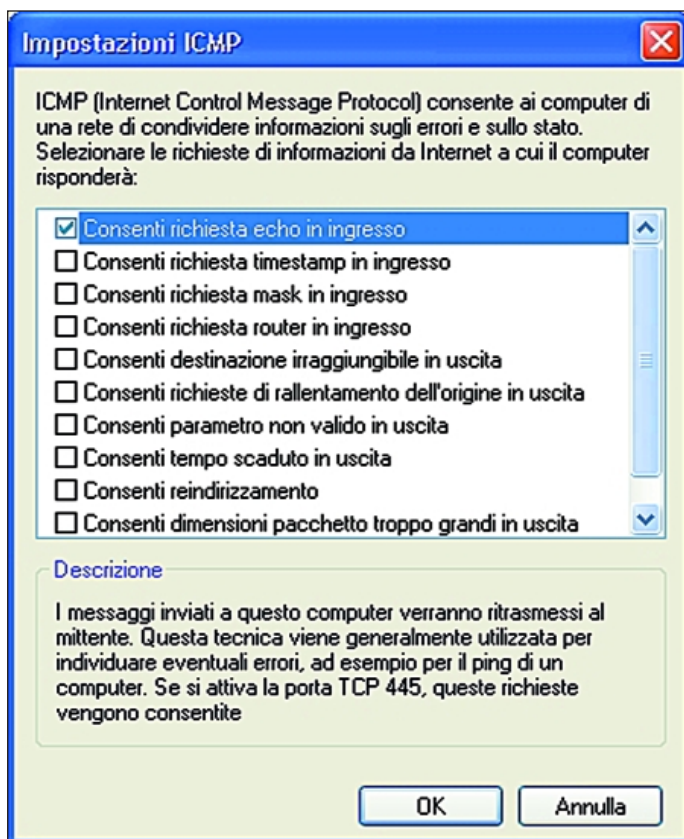 Impostazioni ICMP
ICMP (Internet Control Message Protocol) consente ai computer di
una rete di condividere informazioni sugli errori e sullo stato.
Selezionare le richieste di informazioni da Internet a cui il computer
risponderà:
Consenti richiesta echo in ingresso
Consenti richiesta timestamp in ingresso
Consenti richiesta mask in ingresso
Consenti richiesta router in ingresso
Consenti destinazione irraggiungibile in uscita
Consenti richieste di rallentamento dell'origine in uscita
Consenti parametro non valido in uscita
Consenti tempo scaduto in uscita
Consenti reindirizzamento
Consenti dimensioni pacchetto troppo grandi in uscita
Descrizione
I messaggi inviati a questo computer verranno ritrasmessi al
mittente. Questa tecnica viene generalmente utilizzata per
individuare eventuali errori, ad esempio per il ping di un
computer. Se si attiva la porta TCP 445, queste richieste
vengono consentite
OK
Annulla